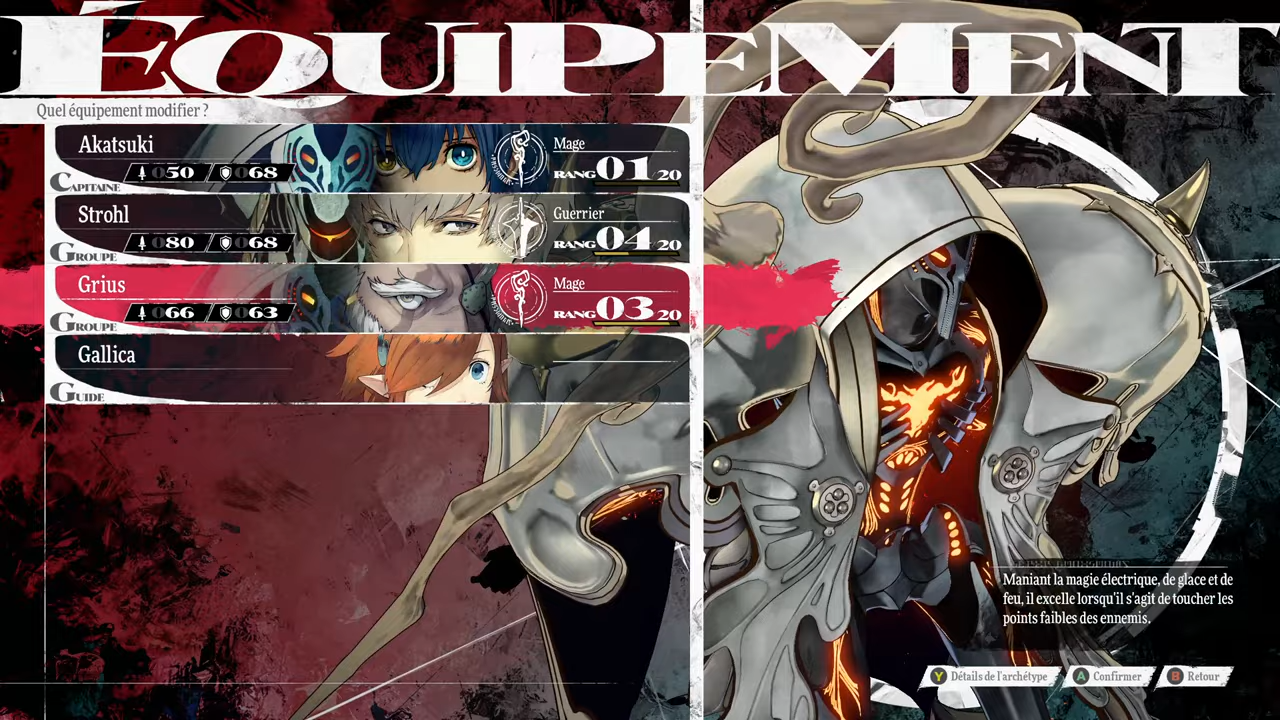 ÉQUIPEMENT
Quel équipement modifier ?
Akatsuki
050 068
CAPITAINE
Mage
RANG 01/20
Strohl
080 068
GROUPE
Guerrier
RANG 04/20
Grius
066 063
GROUPE
Mage
RANG 03/20
Gallica
GUIDE
Maniant la magie électrique, de glace et de
feu, il excelle lorsqu'il s'agit de toucher les
points faibles des ennemis.
Y Détails de l'archétype A Confirmer B Retour